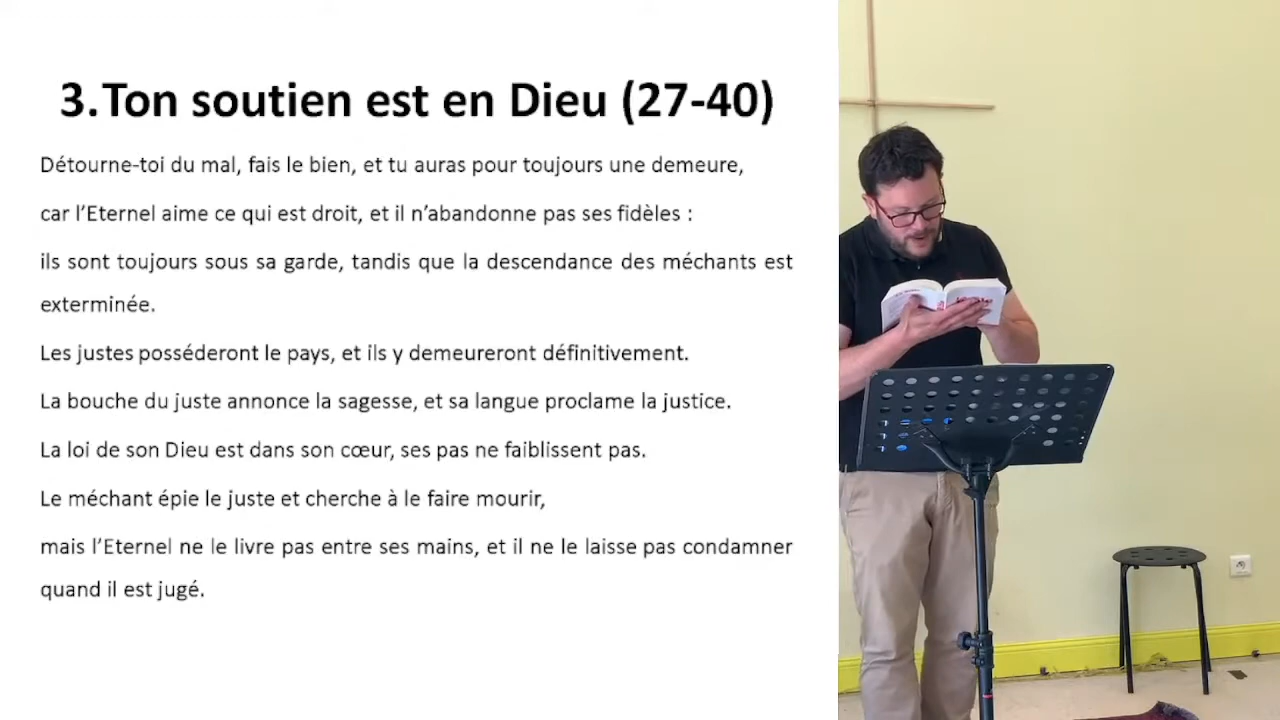 3. Ton soutien est en Dieu (27-40)
Détourne-toi du mal, fais le bien, et tu auras pour toujours une demeure,
car l’Eternel aime ce qui est droit, et il n’abandonne pas ses fidèles :
ils sont toujours sous sa garde, tandis que la descendance des méchants est
exterminée.
Les justes posséderont le pays, et ils y demeureront définitivement.
La bouche du juste annonce la sagesse, et sa langue proclame la justice.
La loi de son Dieu est dans son cœur, ses pas ne faiblissent pas.
Le méchant épie le juste et cherche à le faire mourir,
mais l’Eternel ne le livre pas entre ses mains, et il ne le laisse pas condamner
quand il est jugé.